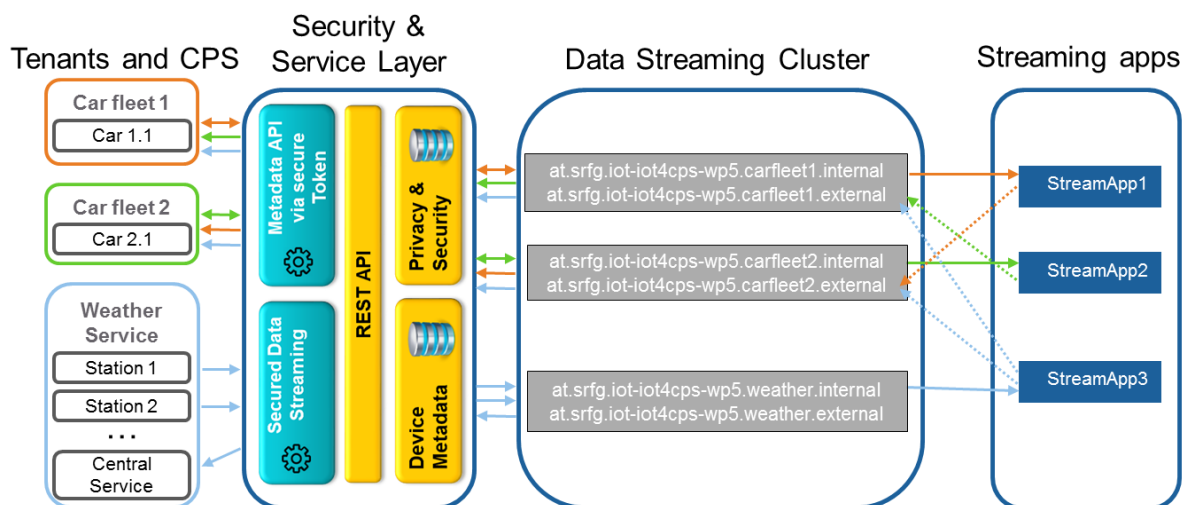 Tenants and CPS
Security &
Service Layer
Data Streaming Cluster
Streaming apps
Car fleet 1
Car 1.1
Car fleet 2
Car 2.1
Weather
Service
Station 1
Station 2
...
Central
Service
Metadata API
via secure
Token
Secured Data
Streaming
REST API
Privacy &
Security
Device
Metadata
at.srfg.iot-iot4cps-wp5.carfleet1.internal
at.srfg.iot-iot4cps-wp5.carfleet1.external
at.srfg.iot-iot4cps-wp5.carfleet2.internal
at.srfg.iot-iot4cps-wp5.carfleet2.external
at.srfg.iot-iot4cps-wp5.weather.internal
at.srfg.iot-iot4cps-wp5.weather.external
StreamApp1
StreamApp2
StreamApp3